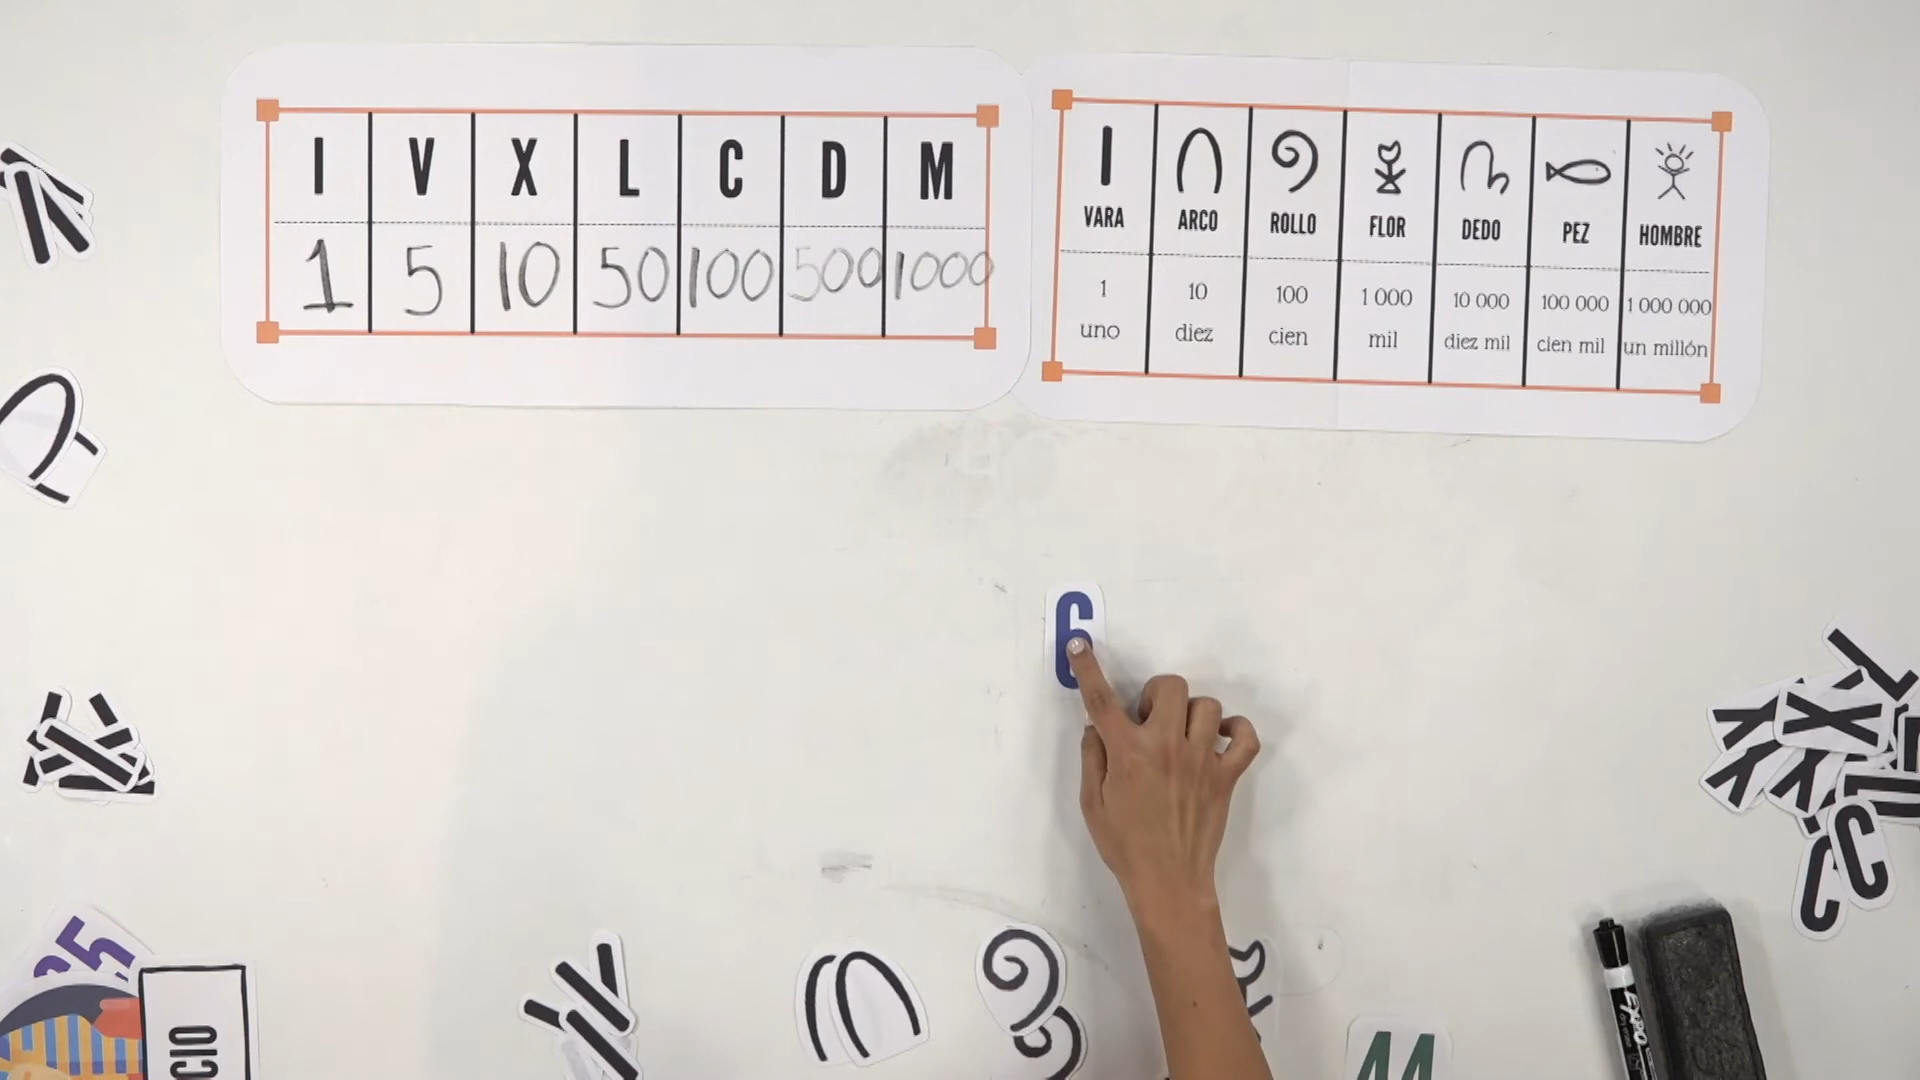 I V X L C D M
1 5 10 50 100 500 1000
VARA ARCO ROLLO FLOR DEDO PEZ HOMBRE
1 10 100 1 000 10 000 100 000 1 000 000
uno diez cien mil diez mil cien mil un millón
6
X
C
C
35
CIO
44
EXPO